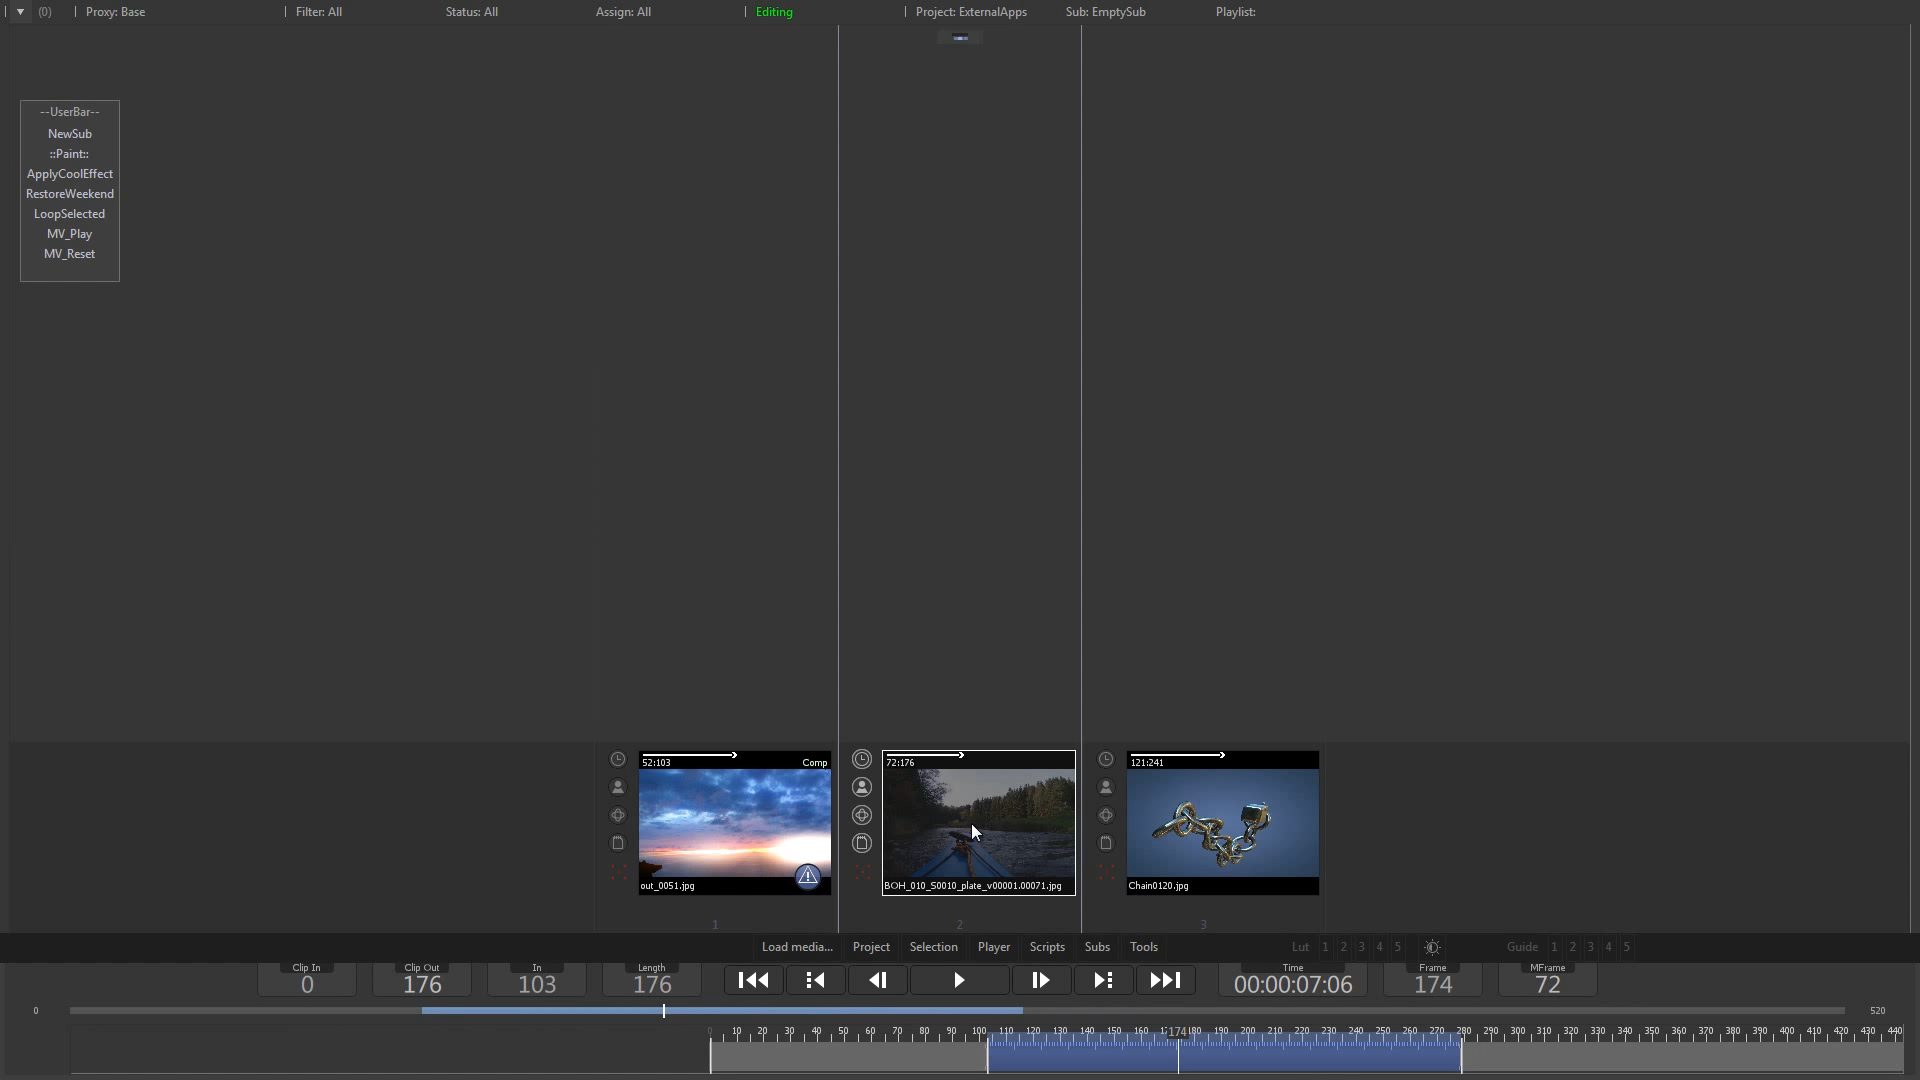 (0) Proxy: Base Filter: All Status: All Assign: All Editing Project: ExternalApps Sub: EmptySub Playlist:
--UserBar--
NewSub
::Paint::
ApplyCoolEffect
RestoreWeekend
LoopSelected
MV_Play
MV_Reset
52:103 Comp
out_0051.jpg
1
72:176
BOH_010_S0010_plate_v00001.00071.jpg
2
121:241
Chain0120.jpg
3
Load media... Project Selection Player Scripts Subs Tools Lut 1 2 3 4 5 Guide 1 2 3 4 5
Clip In Clip Out In Length Time Frame MFrame
0 176 103 176 00:00:07:06 174 72
0 520
0 10 20 30 40 50 60 70 80 90 100 110 120 130 140 150 160 174 180 190 200 210 220 230 240 250 260 270 280 290 300 310 320 330 340 350 360 370 380 390 400 410 420 430 440